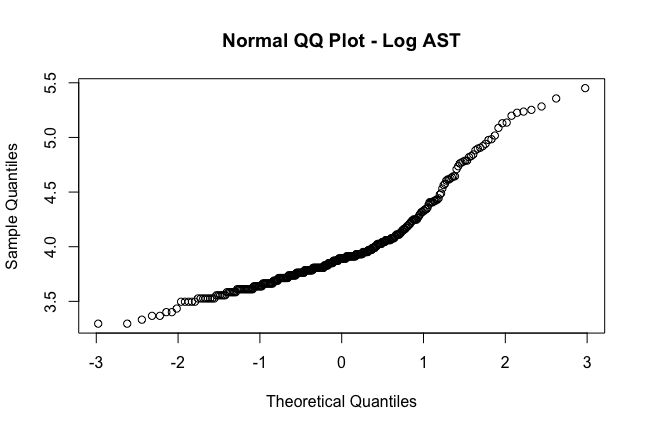 Normal QQ Plot - Log AST
5.5
5.0
4.5
4.0
3.5
Sample Quantiles
-3 -2 -1 0 1 2 3
Theoretical Quantiles